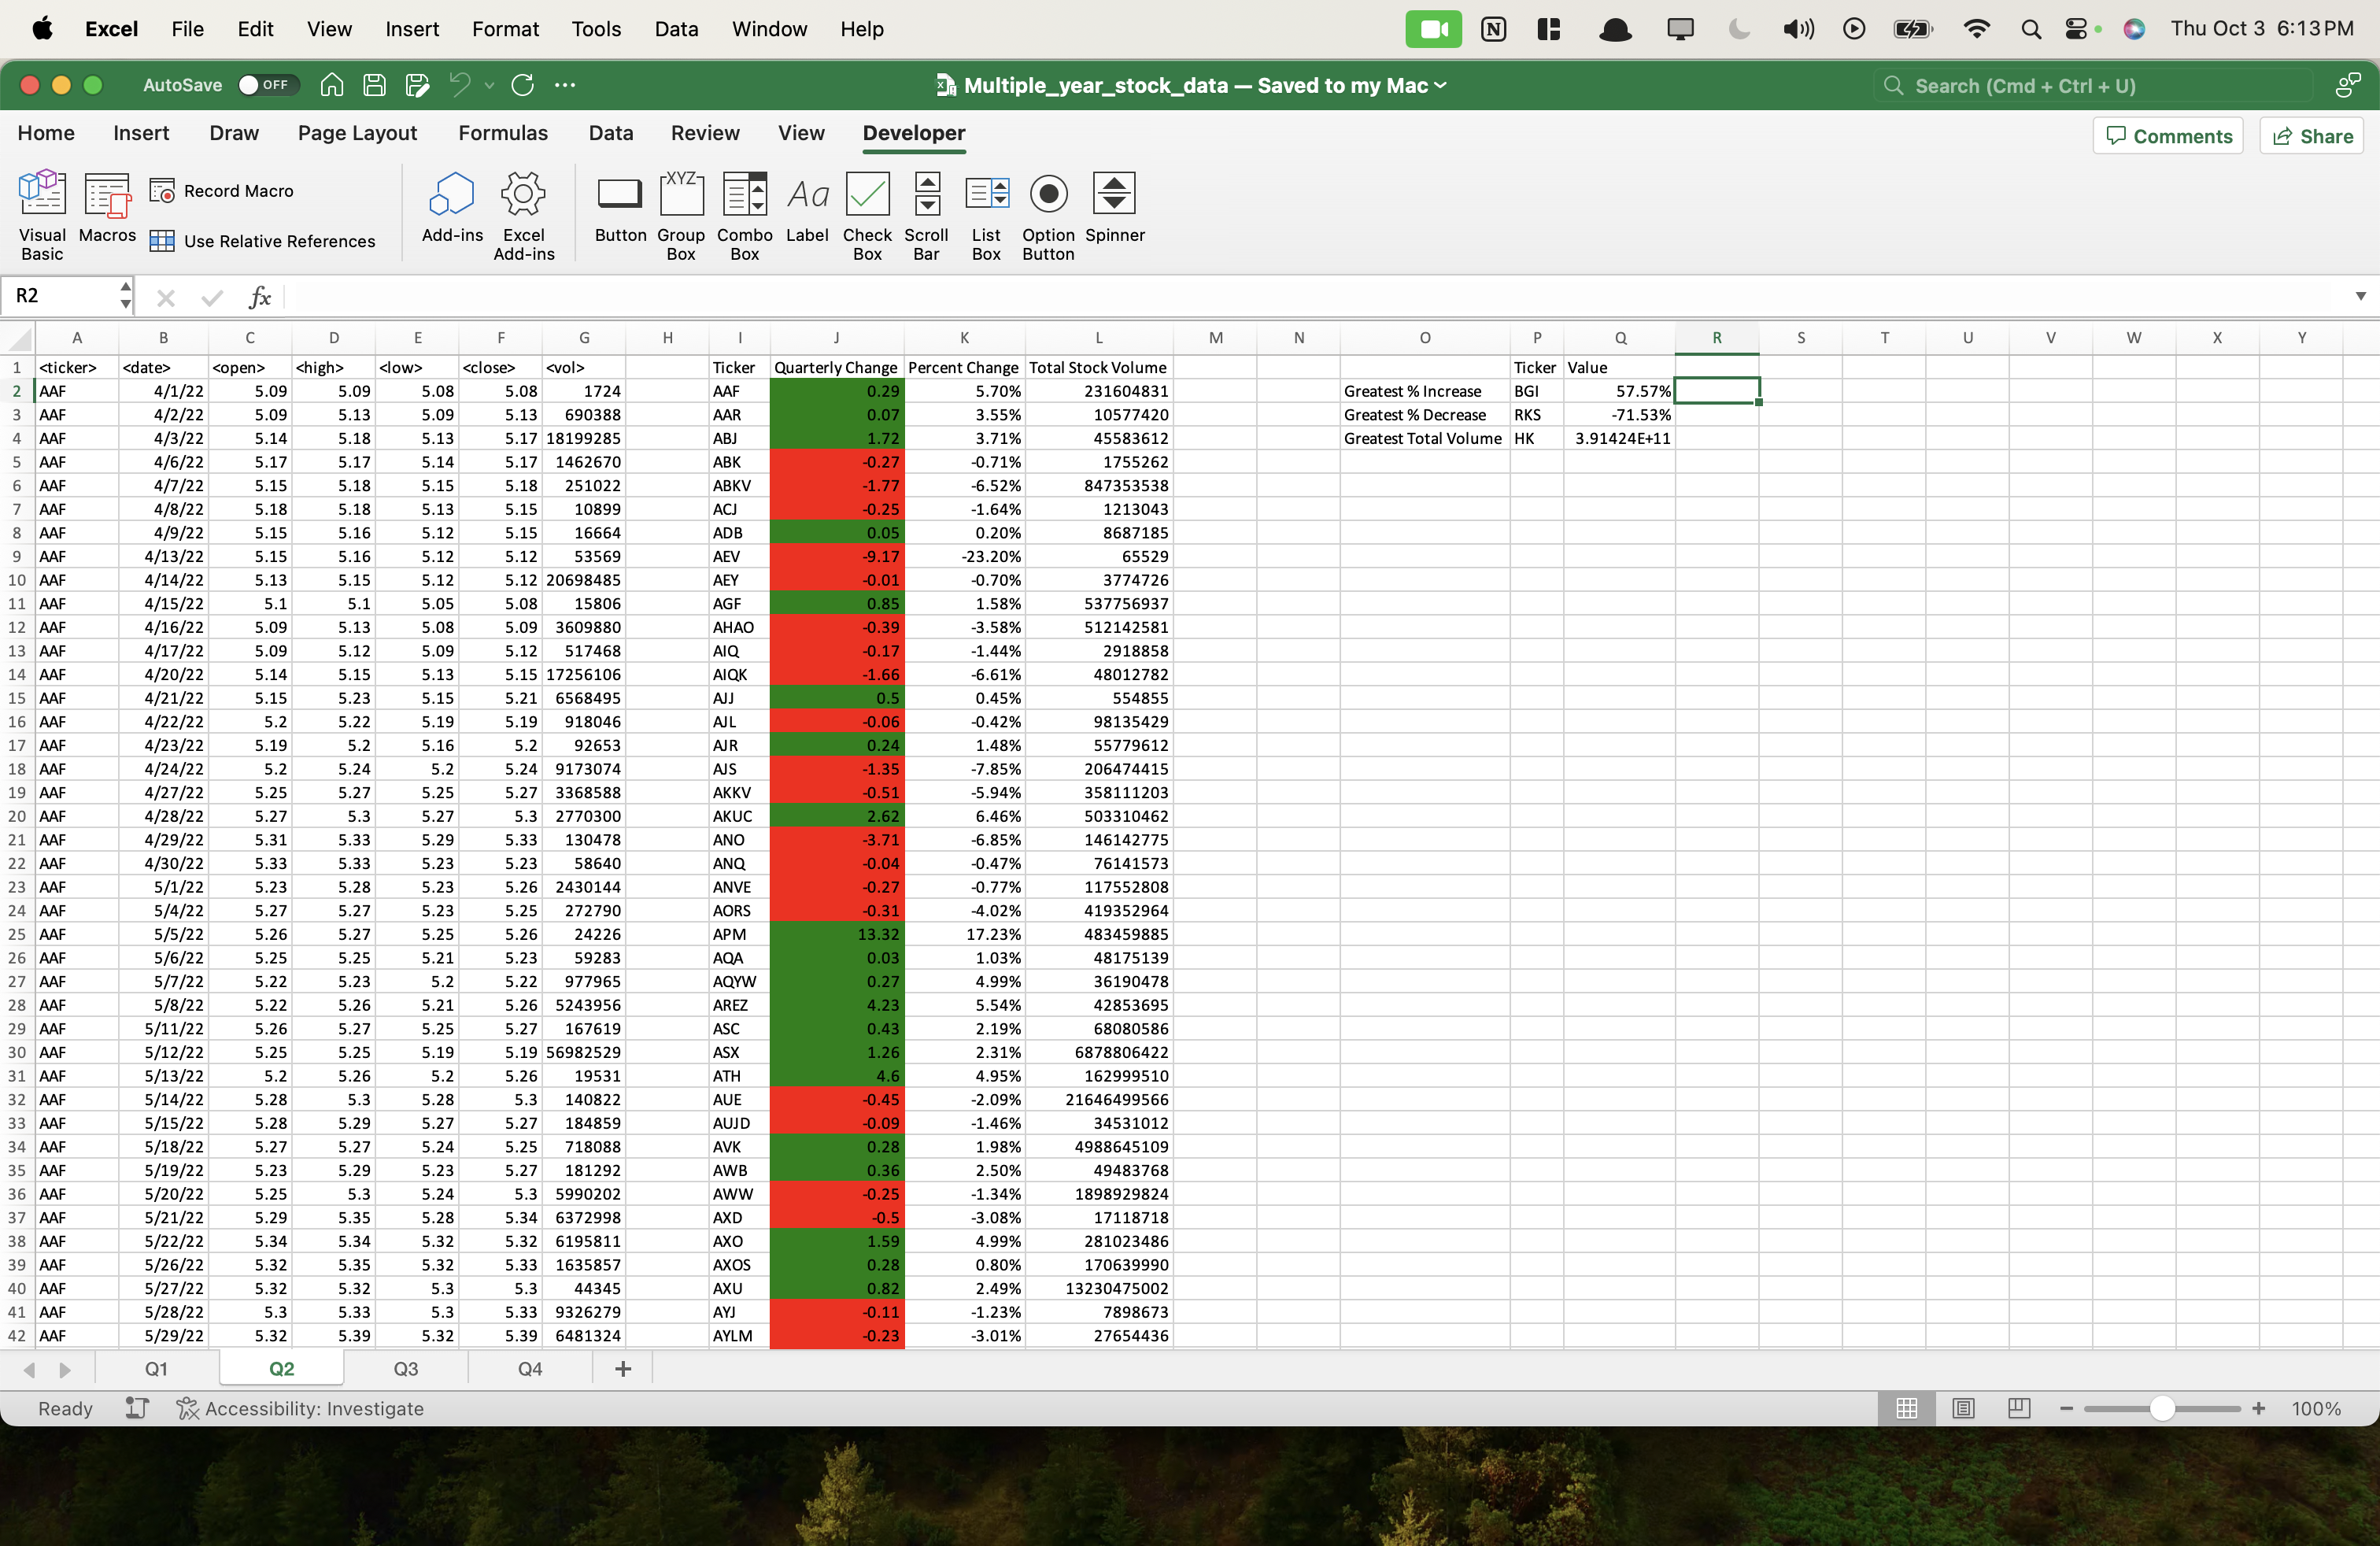 Excel File Edit View Insert Format Tools Data Window Help Thu Oct 3 6:13 PM
AutoSave OFF Multiple_year_stock_data — Saved to my Mac Search (Cmd + Ctrl + U)
Home Insert Draw Page Layout Formulas Data Review View Developer Comments Share
Visual Basic Macros Record Macro Use Relative References Add-ins Excel Add-ins Button Group Box Combo Box Label Check Box Scroll Bar List Box Option Button Spinner
R2 fx
A B C D E F G H I J K L M N O P Q R S T U V W X Y
1 <ticker> <date> <open> <high> <low> <close> <vol> Ticker Quarterly Change Percent Change Total Stock Volume Ticker Value
2 AAF 4/1/22 5.09 5.09 5.08 5.08 1724 AAF 0.29 5.70% 231604831 Greatest % Increase BGI 57.57%
3 AAF 4/2/22 5.09 5.13 5.09 5.13 690388 AAR 0.07 3.55% 10577420 Greatest % Decrease RKS -71.53%
4 AAF 4/3/22 5.14 5.18 5.13 5.17 18199285 ABJ 1.72 3.71% 45583612 Greatest Total Volume HK 3.91424E+11
5 AAF 4/6/22 5.17 5.17 5.14 5.17 1462670 ABK -0.27 -0.71% 1755262
6 AAF 4/7/22 5.15 5.18 5.15 5.18 251022 ABKV -1.77 -6.52% 847353538
7 AAF 4/8/22 5.18 5.18 5.13 5.15 10899 ACJ -0.25 -1.64% 1213043
8 AAF 4/9/22 5.15 5.16 5.12 5.15 16664 ADB 0.05 0.20% 8687185
9 AAF 4/13/22 5.15 5.16 5.12 5.12 53569 AEV -9.17 -23.20% 65529
10 AAF 4/14/22 5.13 5.15 5.12 5.12 20698485 AEY -0.01 -0.70% 3774726
11 AAF 4/15/22 5.1 5.1 5.05 5.08 15806 AGF 0.85 1.58% 537756937
12 AAF 4/16/22 5.09 5.13 5.08 5.09 3609880 AHAO -0.39 -3.58% 512142581
13 AAF 4/17/22 5.09 5.12 5.09 5.12 517468 AIQ -0.17 -1.44% 2918858
14 AAF 4/20/22 5.14 5.15 5.13 5.15 17256106 AIQK -1.66 -6.61% 48012782
15 AAF 4/21/22 5.15 5.23 5.15 5.21 6568495 AJJ 0.5 0.45% 554855
16 AAF 4/22/22 5.2 5.22 5.19 5.19 918046 AJL -0.06 -0.42% 98135429
17 AAF 4/23/22 5.19 5.2 5.16 5.2 92653 AJR 0.24 1.48% 55779612
18 AAF 4/24/22 5.2 5.24 5.2 5.24 9173074 AJS -1.35 -7.85% 206474415
19 AAF 4/27/22 5.25 5.27 5.25 5.27 3368588 AKKV -0.51 -5.94% 358111203
20 AAF 4/28/22 5.27 5.3 5.27 5.3 2770300 AKUC 2.62 6.46% 503310462
21 AAF 4/29/22 5.31 5.33 5.29 5.33 130478 ANO -3.71 -6.85% 146142775
22 AAF 4/30/22 5.33 5.33 5.23 5.23 58640 ANQ -0.04 -0.47% 76141573
23 AAF 5/1/22 5.23 5.28 5.23 5.26 2430144 ANVE -0.27 -0.77% 117552808
24 AAF 5/4/22 5.27 5.27 5.23 5.25 272790 AORS -0.31 -4.02% 419352964
25 AAF 5/5/22 5.26 5.27 5.25 5.26 24226 APM 13.32 17.23% 483459885
26 AAF 5/6/22 5.25 5.25 5.21 5.23 59283 AQA 0.03 1.03% 48175139
27 AAF 5/7/22 5.22 5.23 5.2 5.22 977965 AQYW 0.27 4.99% 36190478
28 AAF 5/8/22 5.22 5.26 5.21 5.26 5243956 AREZ 4.23 5.54% 42853695
29 AAF 5/11/22 5.26 5.27 5.25 5.27 167619 ASC 0.43 2.19% 68080586
30 AAF 5/12/22 5.25 5.25 5.19 5.19 56982529 ASX 1.26 2.31% 6878806422
31 AAF 5/13/22 5.2 5.26 5.2 5.26 19531 ATH 4.6 4.95% 162999510
32 AAF 5/14/22 5.28 5.3 5.28 5.3 140822 AUE -0.45 -2.09% 21646499566
33 AAF 5/15/22 5.28 5.29 5.27 5.27 184859 AUJD -0.09 -1.46% 34531012
34 AAF 5/18/22 5.27 5.27 5.24 5.25 718088 AVK 0.28 1.98% 4988645109
35 AAF 5/19/22 5.23 5.29 5.23 5.27 181292 AWB 0.36 2.50% 49483768
36 AAF 5/20/22 5.25 5.3 5.24 5.3 5990202 AWW -0.25 -1.34% 1898929824
37 AAF 5/21/22 5.29 5.35 5.28 5.34 6372998 AXD -0.5 -3.08% 17118718
38 AAF 5/22/22 5.34 5.34 5.32 5.32 6195811 AXO 1.59 4.99% 281023486
39 AAF 5/26/22 5.32 5.35 5.32 5.33 1635857 AXOS 0.28 0.80% 170639990
40 AAF 5/27/22 5.32 5.32 5.3 5.3 44345 AXU 0.82 2.49% 13230475002
41 AAF 5/28/22 5.3 5.33 5.3 5.33 9326279 AYJ -0.11 -1.23% 7898673
42 AAF 5/29/22 5.32 5.39 5.32 5.39 6481324 AYLM -0.23 -3.01% 27654436
Q1 Q2 Q3 Q4 +
Ready Accessibility: Investigate 100%